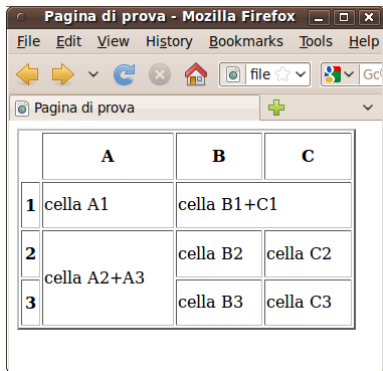 Pagina di prova - Mozilla Firefox
File Edit View History Bookmarks Tools Help
file
Pagina di prova
A B C
1 cella A1 cella B1+C1
2 cella A2+A3 cella B2 cella C2
3 cella B3 cella C3